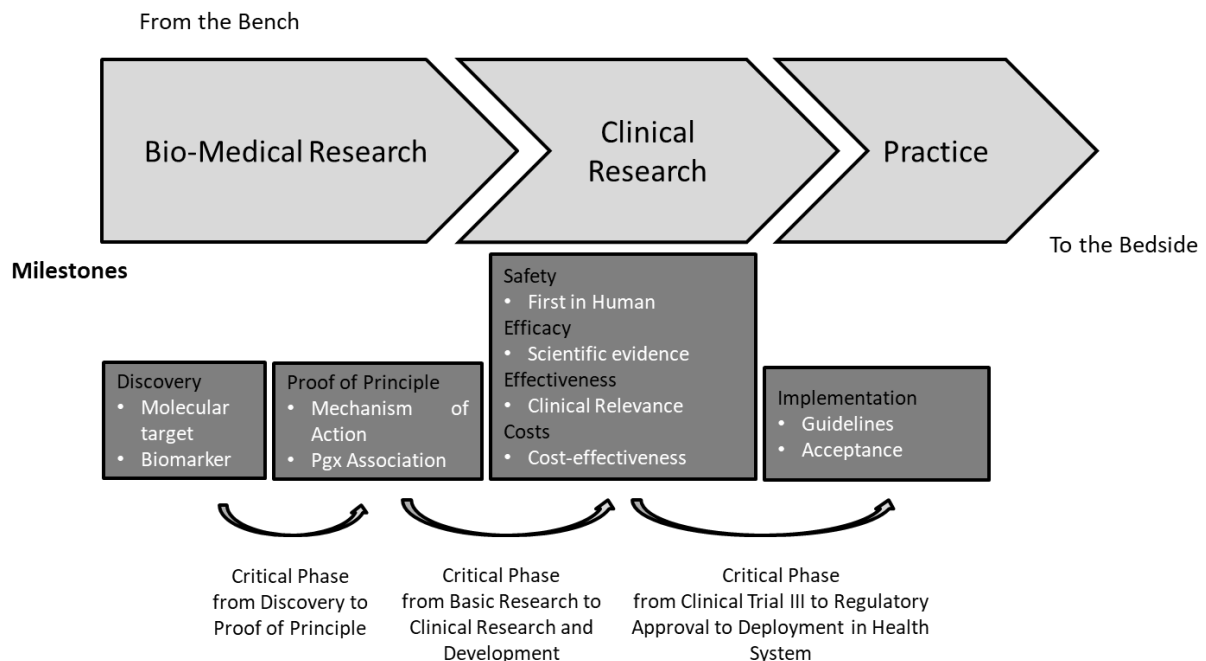 From the Bench
Bio-Medical Research
Clinical
Research
Practice
To the Bedside
Milestones
Discovery
• Molecular
target
• Biomarker
Proof of Principle
• Mechanism of
Action
• Pgx Association
Safety
• First in Human
Efficacy
• Scientific evidence
Effectiveness
• Clinical Relevance
Costs
• Cost-effectiveness
Implementation
• Guidelines
• Acceptance
Critical Phase
from Discovery to
Proof of Principle
Critical Phase
from Basic Research to
Clinical Research and
Development
Critical Phase
from Clinical Trial III to Regulatory
Approval to Deployment in Health
System